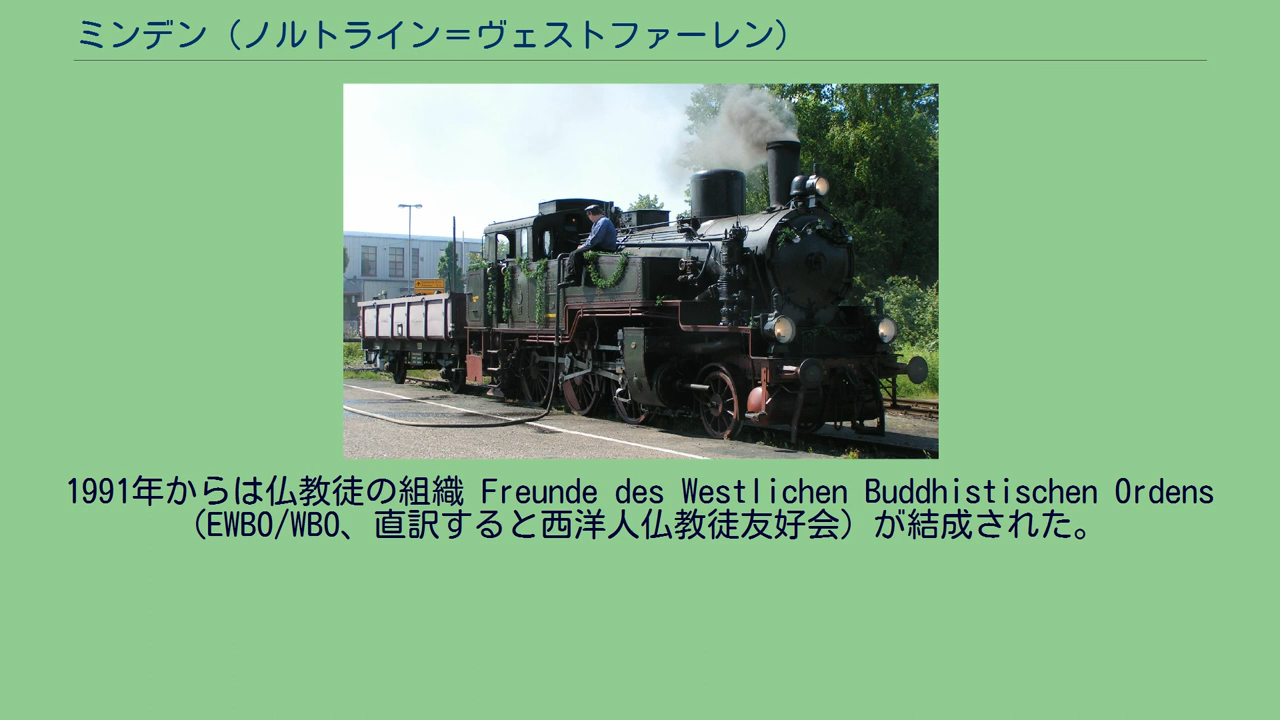 ミンデン（ノルトライン＝ヴェストファーレン）
1991年からは仏教徒の組織 Freunde des Westlichen Buddhistischen Ordens
（EWBO/WBO、直訳すると西洋人仏教徒友好会）が結成された。